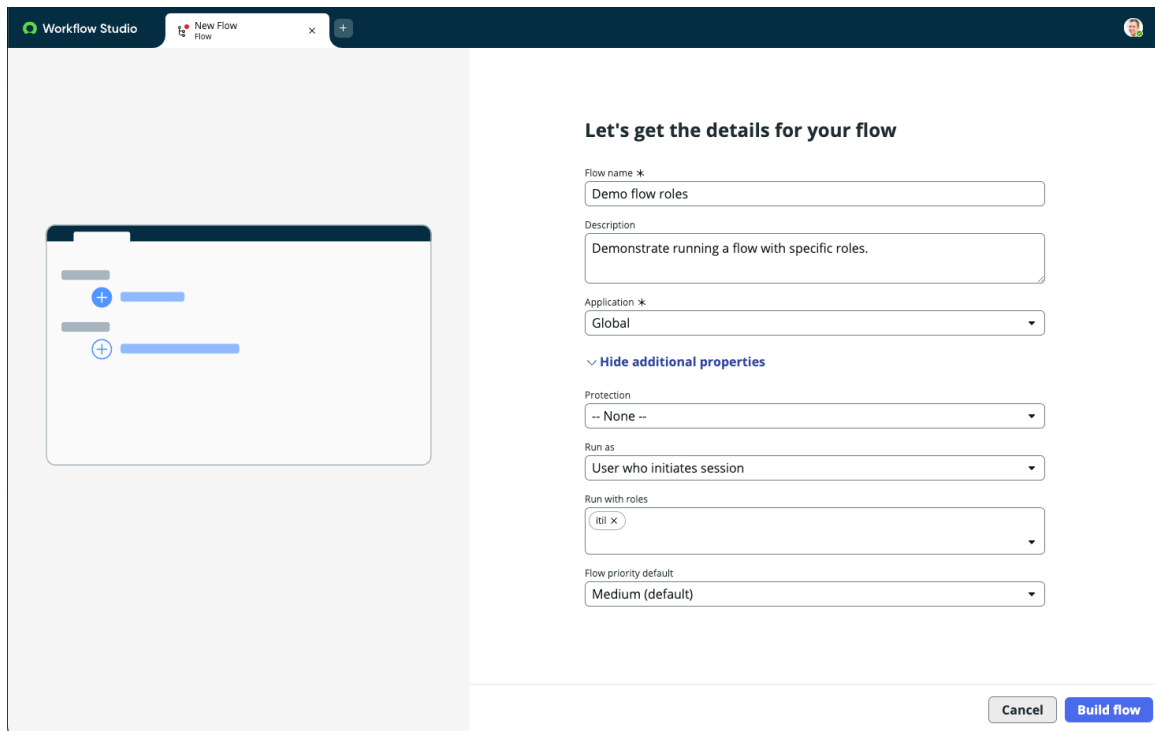 Workflow Studio
New Flow
Flow
Let's get the details for your flow
Flow name *
Demo flow roles
Description
Demonstrate running a flow with specific roles.
Application *
Global
Hide additional properties
Protection
-- None --
Run as
User who initiates session
Run with roles
itil ×
Flow priority default
Medium (default)
Cancel
Build flow